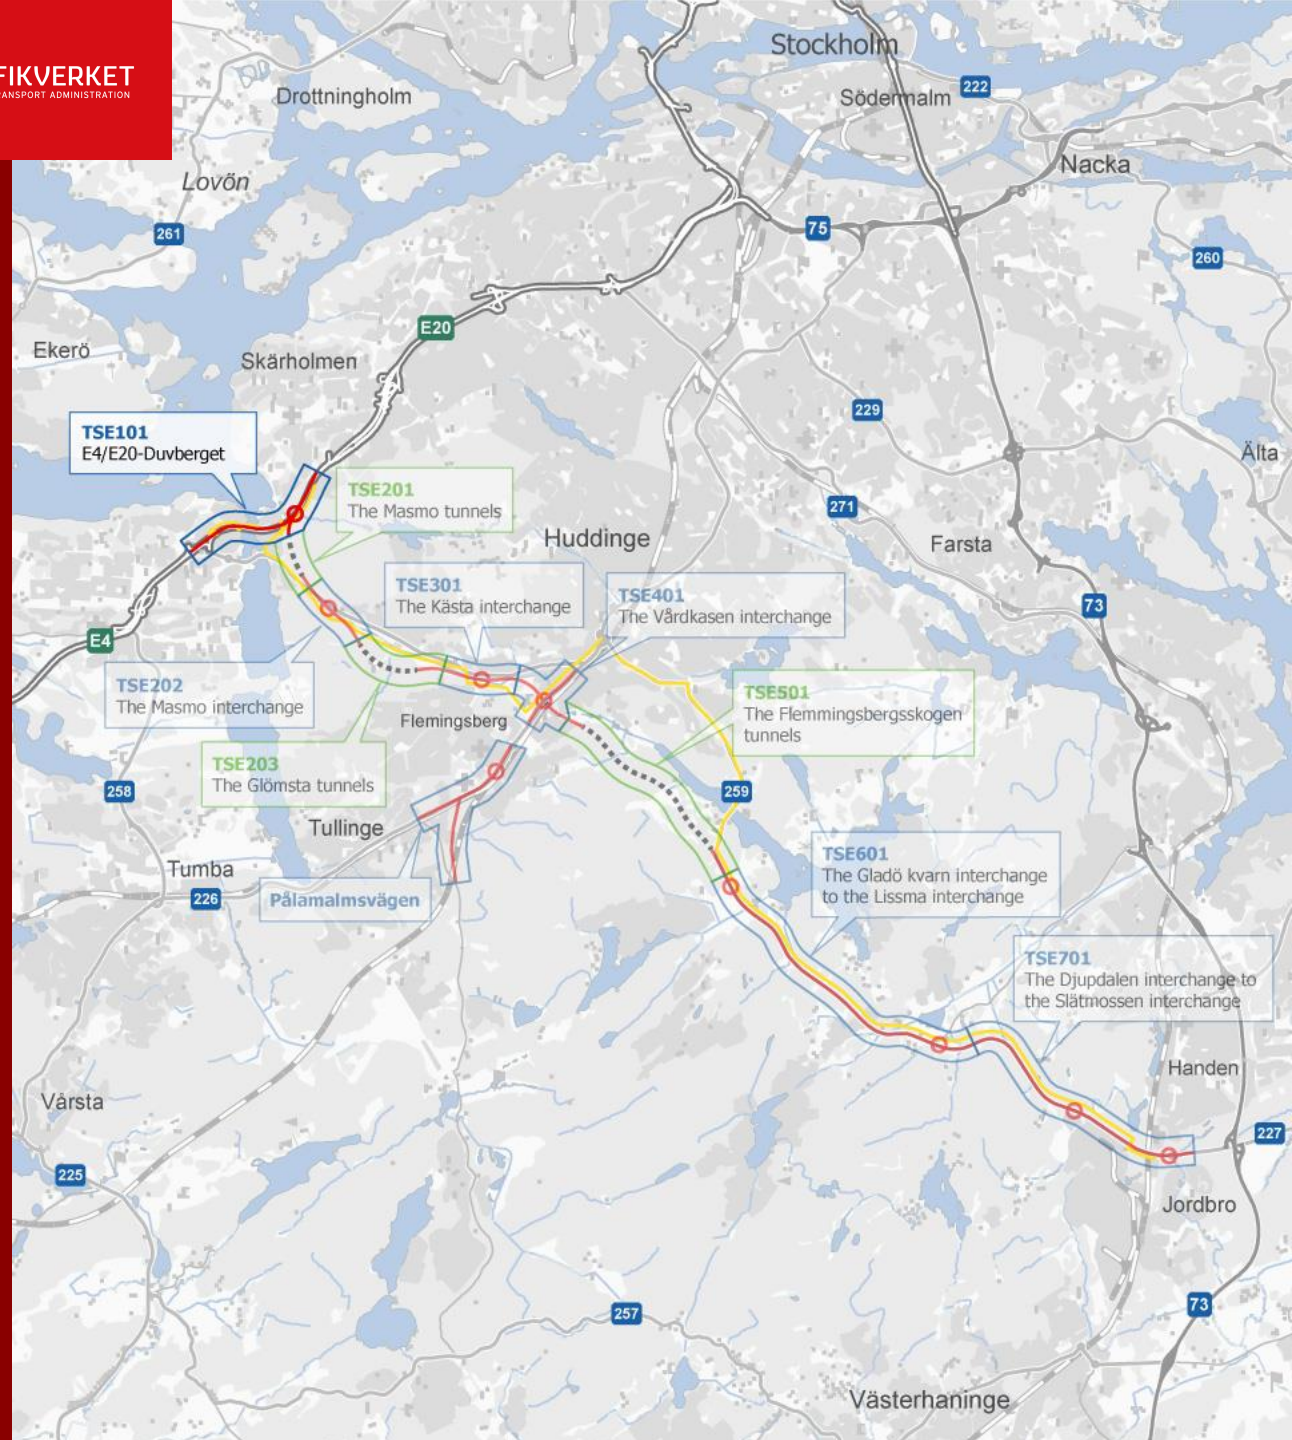 FIKVERKET
ANSPORT ADMINISTRATION
Stockholm
Drottningholm
Södermalm
222
Nacka
Lovön
261
75
260
E20
Ekerö
Skärholmen
229
TSE101
E4/E20-Duvberget
Älta
TSE201
The Masmo tunnels
271
Huddinge
Farsta
TSE301
The Kästa interchange
TSE401
The Vårdkasen interchange
73
E4
TSE202
The Masmo interchange
TSE501
The Flemmingsbergsskogen
tunnels
Flemingsberg
TSE203
The Glömsta tunnels
258
259
Tullinge
TSE601
The Gladö kvarn interchange
to the Lissma interchange
Tumba
226
Pålamalmsvägen
TSE701
The Djupdalen interchange to
the Slätmossen interchange
Handen
Vårsta
227
225
Jordbro
73
257
Västerhaninge